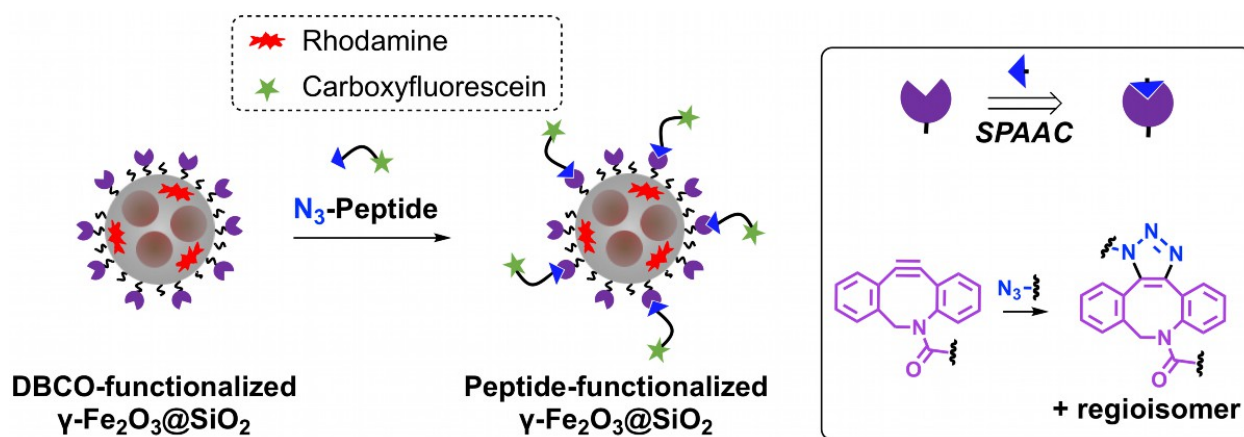 Rhodamine
Carboxyfluorescein
N₃-Peptide
DBCO-functionalized
γ-Fe₂O₃@SiO₂
Peptide-functionalized
γ-Fe₂O₃@SiO₂
SPAAC
N₃
N
O
N
N
N
N
O
+ regioisomer